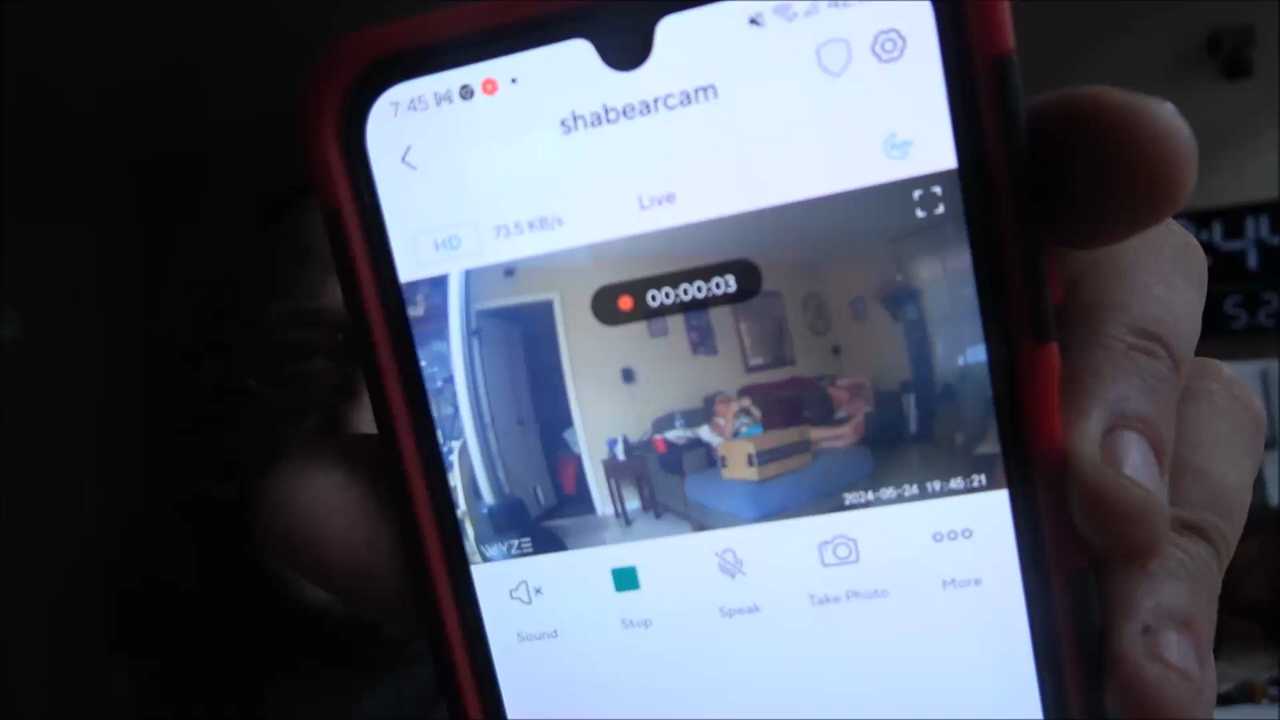 7:45
shabearcam
Live
HD 73.5 KB/s
00:00:03
2024-05-24 19:45:21
WYZE
Sound Stop Speak Take Photo More